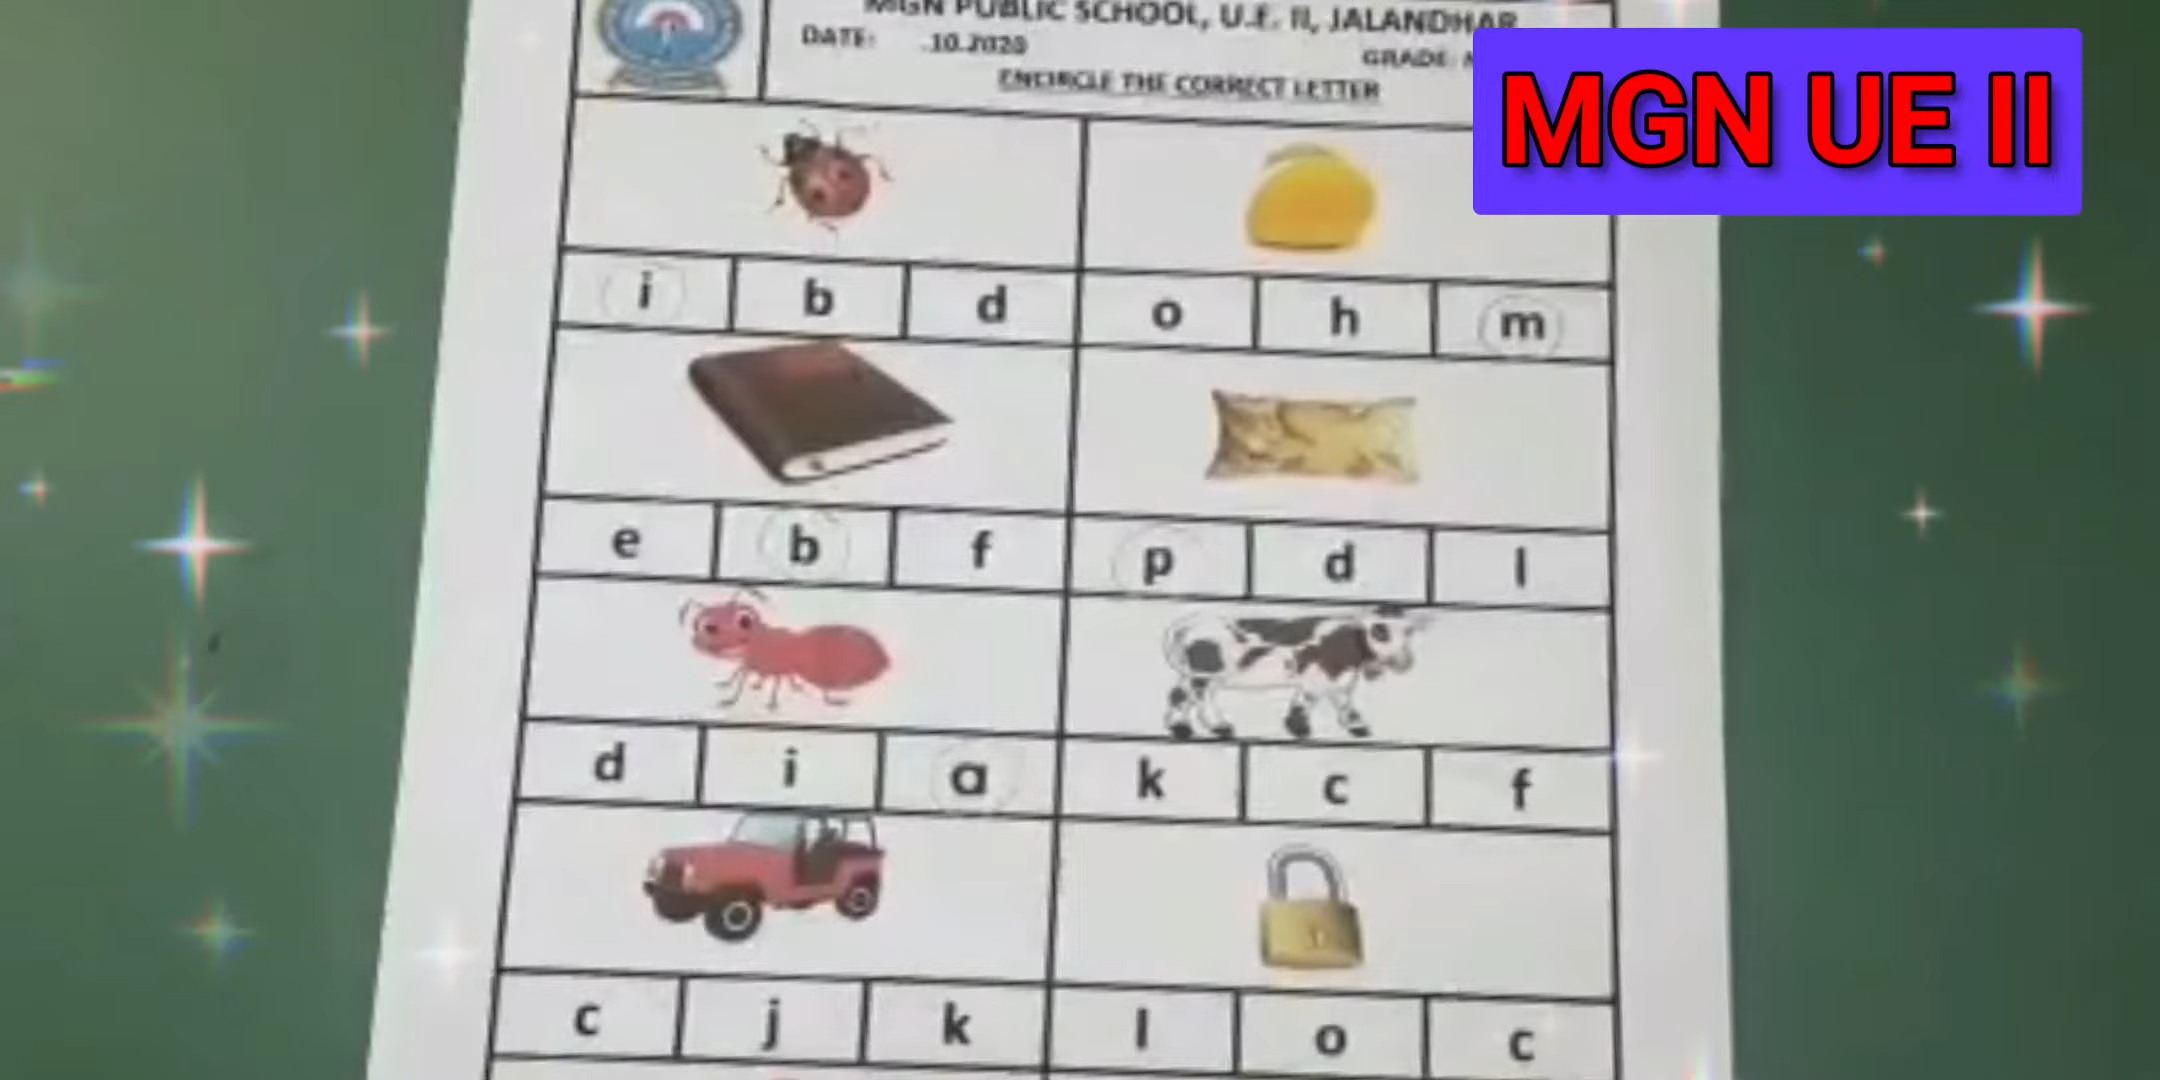 MGN PUBLIC SCHOOL, U.E. II, JALANDHAR
DATE: .10.2020
GRADE:
ENCIRCLE THE CORRECT LETTER
MGN UE II
i b d o h m
e b f p d l
d i a k c f
c j k l o c